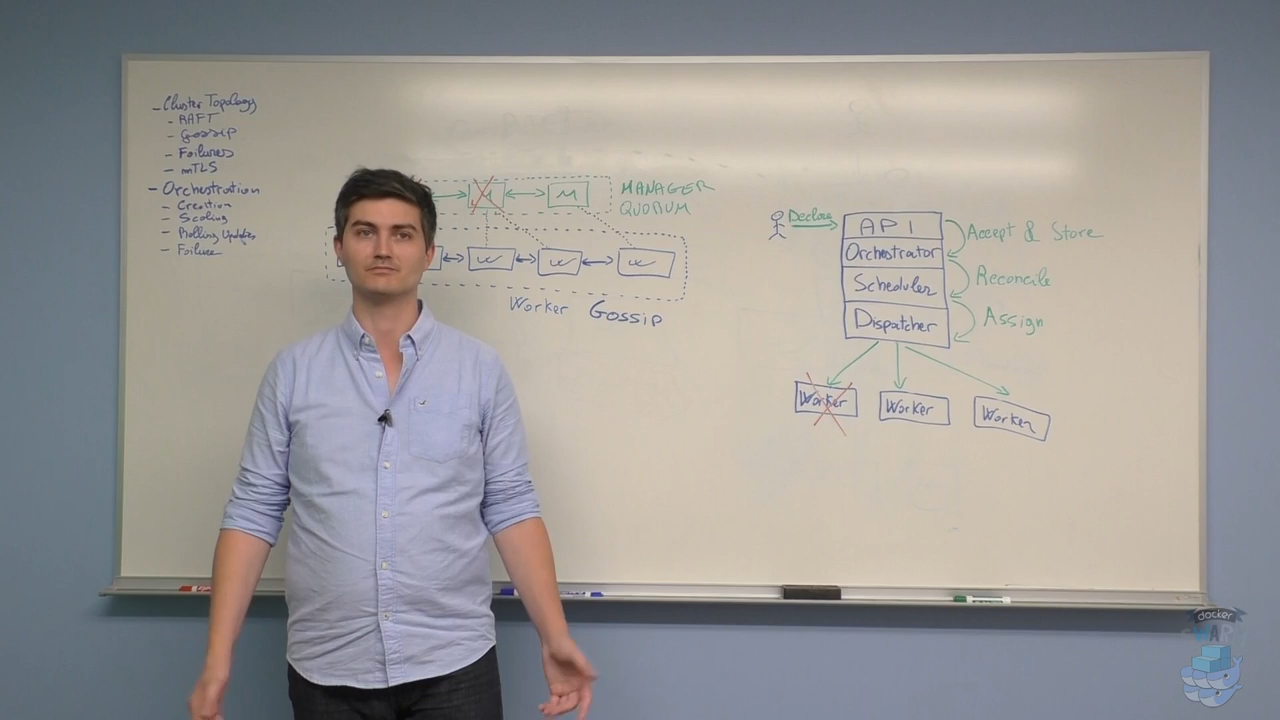 - Cluster Topology
- RAFT
- Gossip
- Failures
- mTLS
- Orchestration
- Creation
- Scaling
- Rolling Updates
- Failure
M M
MANAGER
QUORUM
W W W
Worker Gossip
Declare
API
Orchestrator
Scheduler
Dispatcher
Accept & Store
Reconcile
Assign
Worker Worker Worker
docker